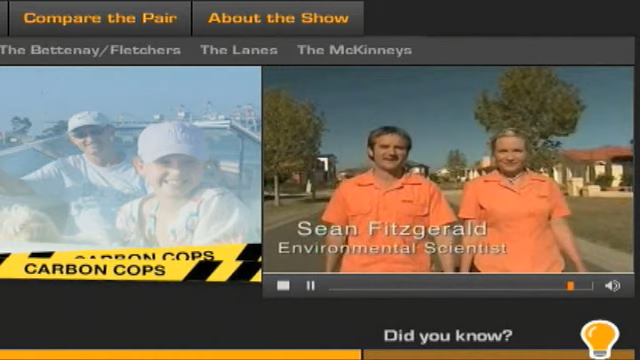 Compare the Pair
About the Show
The Bettenay/Fletchers
The Lanes
The McKinneys
Sean Fitzgerald
Environmental Scientist
CARBON COPS
CARBON COPS
Did you know?